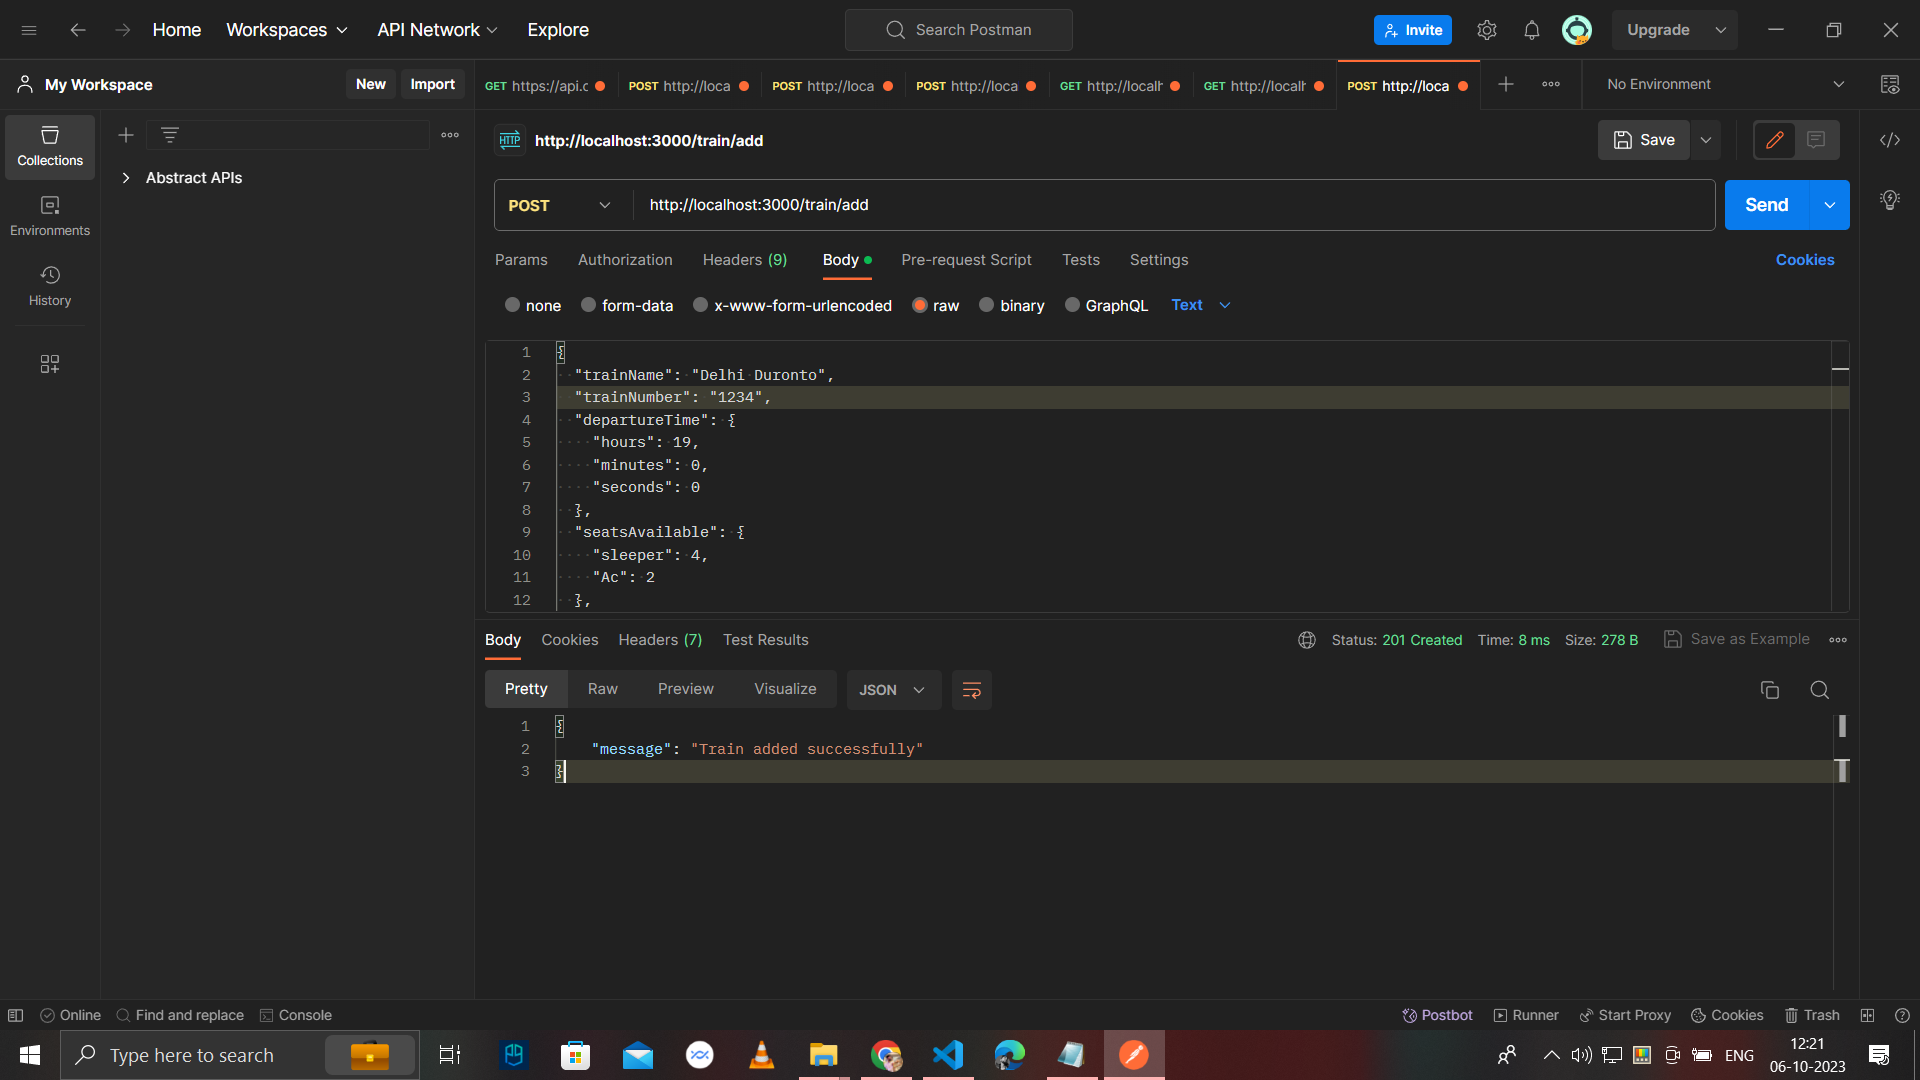 Home Workspaces API Network Explore Search Postman Invite Upgrade
My Workspace New Import GET https://api.c POST http://loca POST http://loca POST http://loca GET http://localh GET http://localh POST http://loca No Environment
Collections
Environments
History
Abstract APIs
HTTP http://localhost:3000/train/add Save
POST http://localhost:3000/train/add Send
Params Authorization Headers (9) Body Pre-request Script Tests Settings Cookies
none form-data x-www-form-urlencoded raw binary GraphQL Text
1 {
2 "trainName": "Delhi Duronto",
3 "trainNumber": "1234",
4 "departureTime": {
5 "hours": 19,
6 "minutes": 0,
7 "seconds": 0
8 },
9 "seatsAvailable": {
10 "sleeper": 4,
11 "Ac": 2
12 },
Body Cookies Headers (7) Test Results Status: 201 Created Time: 8 ms Size: 278 B Save as Example
Pretty Raw Preview Visualize JSON
1 {
2 "message": "Train added successfully"
3 }
Online Find and replace Console Postbot Runner Start Proxy Cookies Trash
Type here to search ENG 12:21
06-10-2023